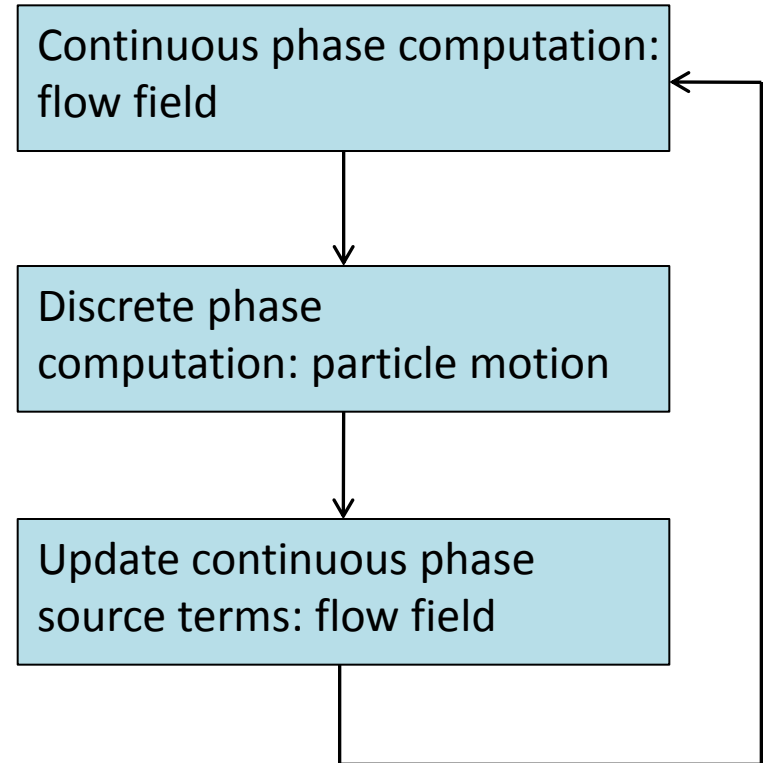 Continuous phase computation:
flow field
Discrete phase
computation: particle motion
Update continuous phase
source terms: flow field